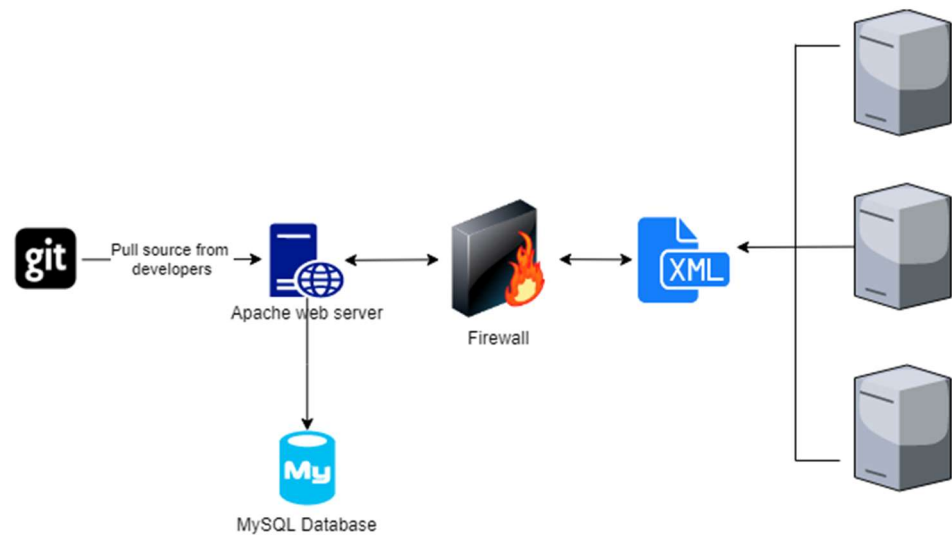 git
Pull source from
developers
Apache web server
Firewall
XML
My
MySQL Database